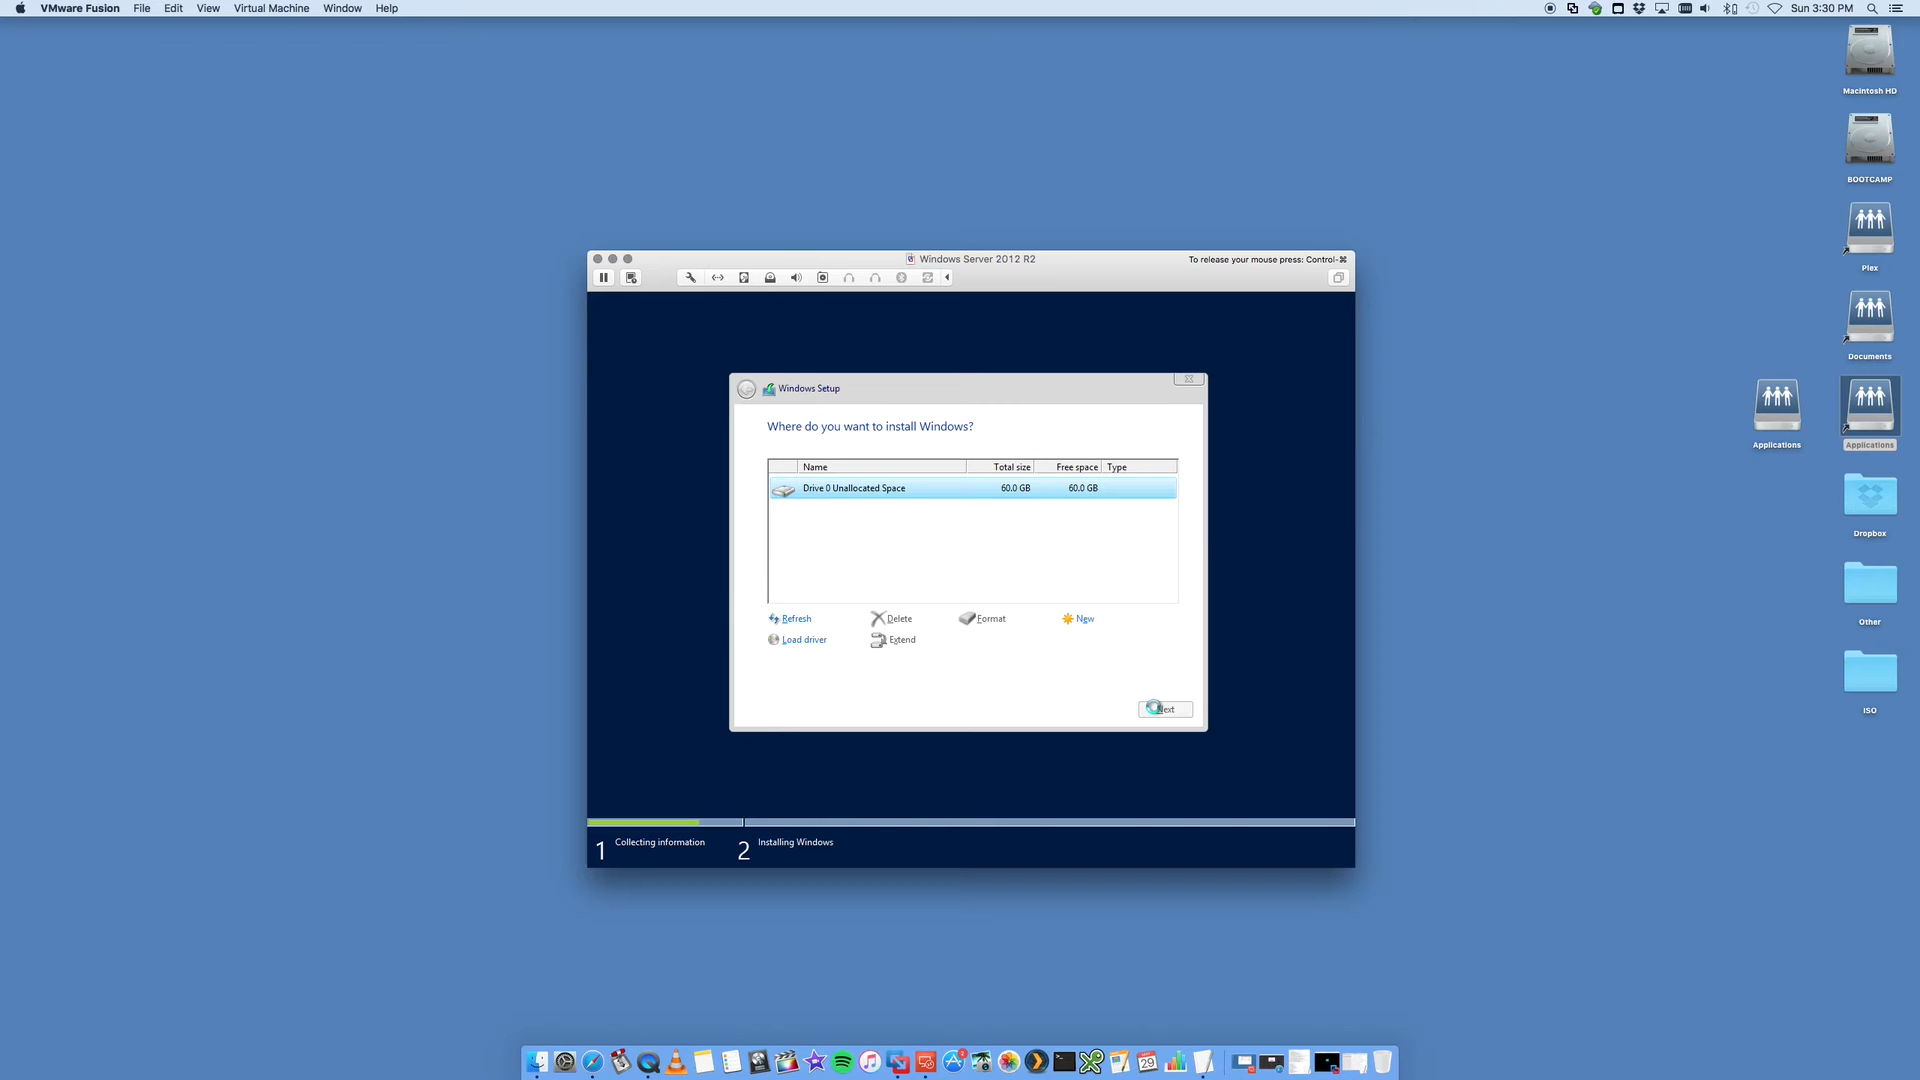 VMware Fusion File Edit View Virtual Machine Window Help Sun 3:30 PM
Macintosh HD
BOOTCAMP
Plex
Documents
Applications Applications
Dropbox
Other
ISO
Windows Server 2012 R2 To release your mouse press: Control-⌘
Windows Setup
Where do you want to install Windows?
Name Total size Free space Type
Drive 0 Unallocated Space 60.0 GB 60.0 GB
Refresh Delete Format New
Load driver Extend
1 Collecting information 2 Installing Windows
29